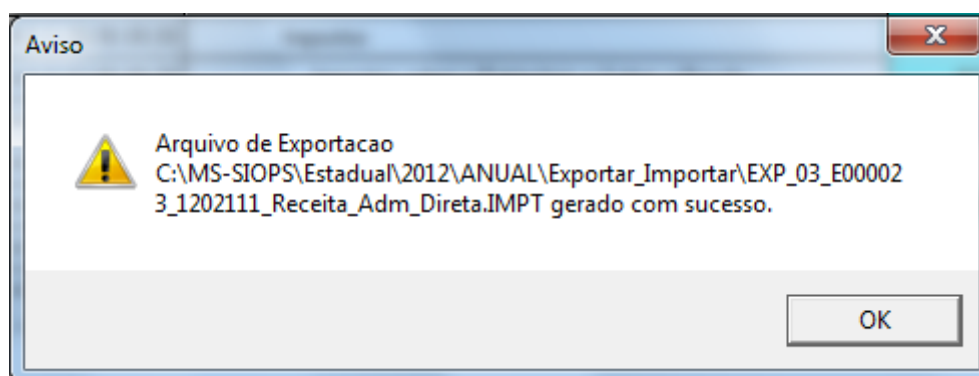 Aviso
Arquivo de Exportacao
C:\MS-SIOPS\Estadual\2012\ANUAL\Exportar_Importar\EXP_03_E00002
3_1202111_Receita_Adm_Direta.IMPT gerado com sucesso.
OK